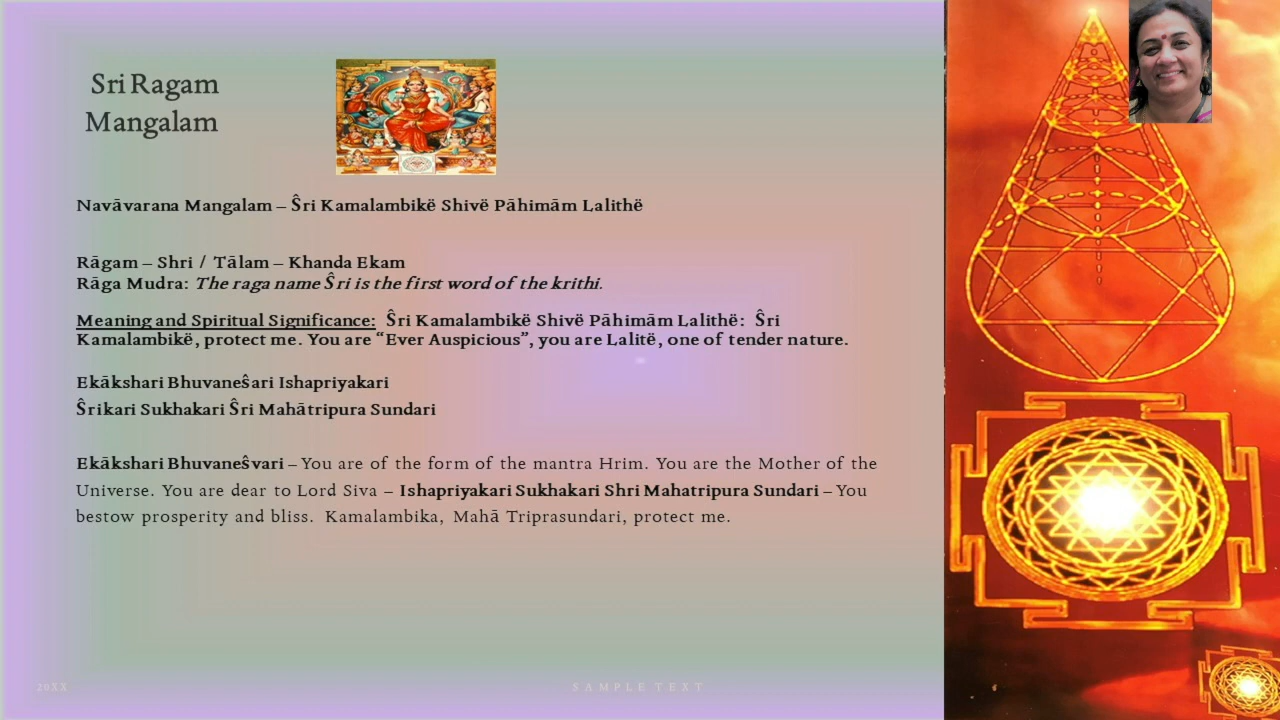 Sri Ragam
Mangalam
Navāvarana Mangalam – Ŝri Kamalambikë Shivë Pāhimām Lalithë
Rāgam – Shri / Tālam – Khanda Ekam
Rāga Mudra: The raga name Ŝri is the first word of the krithi.
Meaning and Spiritual Significance: Ŝri Kamalambikë Shivë Pāhimām Lalithë: Ŝri
Kamalambikë, protect me. You are “Ever Auspicious”, you are Lalitë, one of tender nature.
Ekākshari Bhuvaneŝari Ishapriyakari
Ŝrikari Sukhakari Ŝri Mahātripura Sundari
Ekākshari Bhuvaneŝvari – You are of the form of the mantra Hrim. You are the Mother of the
Universe. You are dear to Lord Siva – Ishapriyakari Sukhakari Shri Mahatripura Sundari – You
bestow prosperity and bliss. Kamalambika, Mahā Triprasundari, protect me.
20XX
SAMPLE TEXT